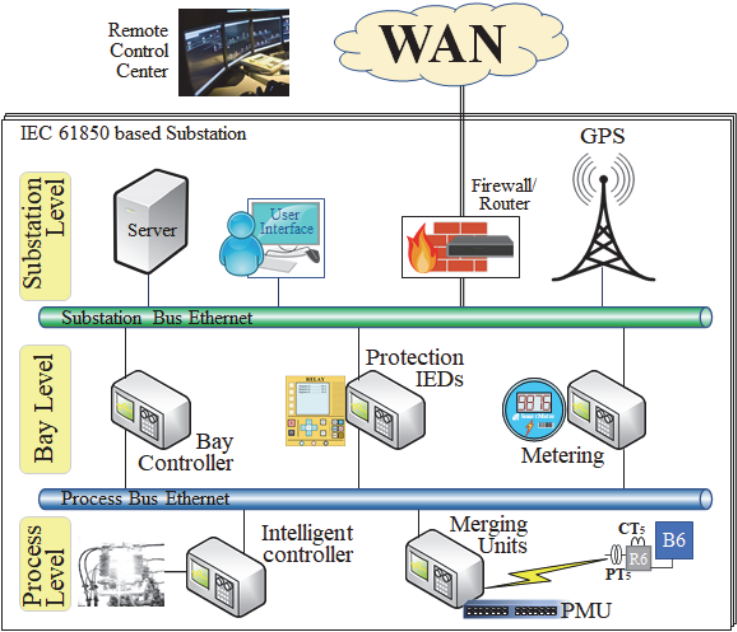 Remote
Control
Center
WAN
IEC 61850 based Substation
GPS
Substation
Level
Server
User
Interface
Firewall/
Router
Substation Bus Ethernet
Bay Level
RELAY
Protection
IEDs
9876
Bay
Controller
Metering
Process Bus Ethernet
Process
Level
Intelligent
controller
Merging
Units
CT5
B6
R6
PT5
PMU